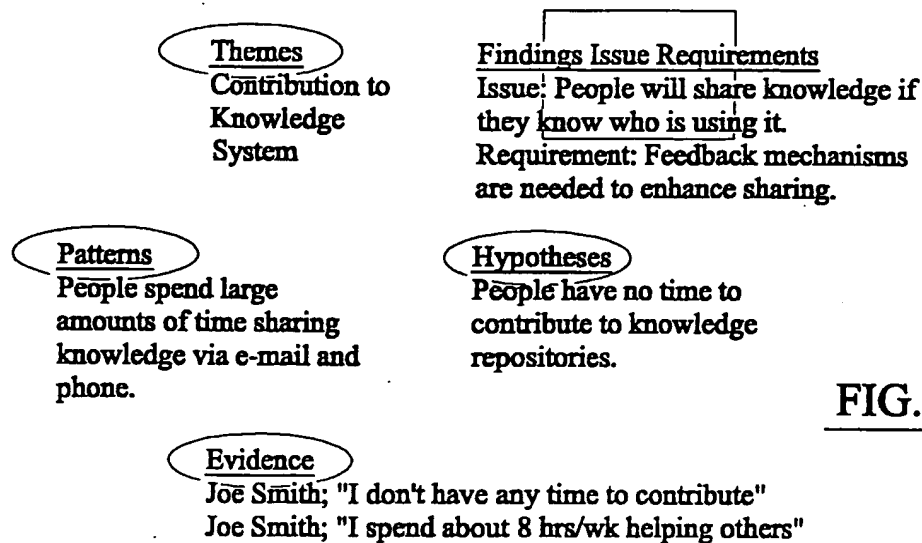 Themes
Contribution to
Knowledge
System
Findings Issue Requirements
Issue: People will share knowledge if
they know who is using it.
Requirement: Feedback mechanisms
are needed to enhance sharing.
Patterns
People spend large
amounts of time sharing
knowledge via e-mail and
phone.
Hypotheses
People have no time to
contribute to knowledge
repositories.
FIG.
Evidence
Joe Smith; "I don't have any time to contribute"
Joe Smith; "I spend about 8 hrs/wk helping others"